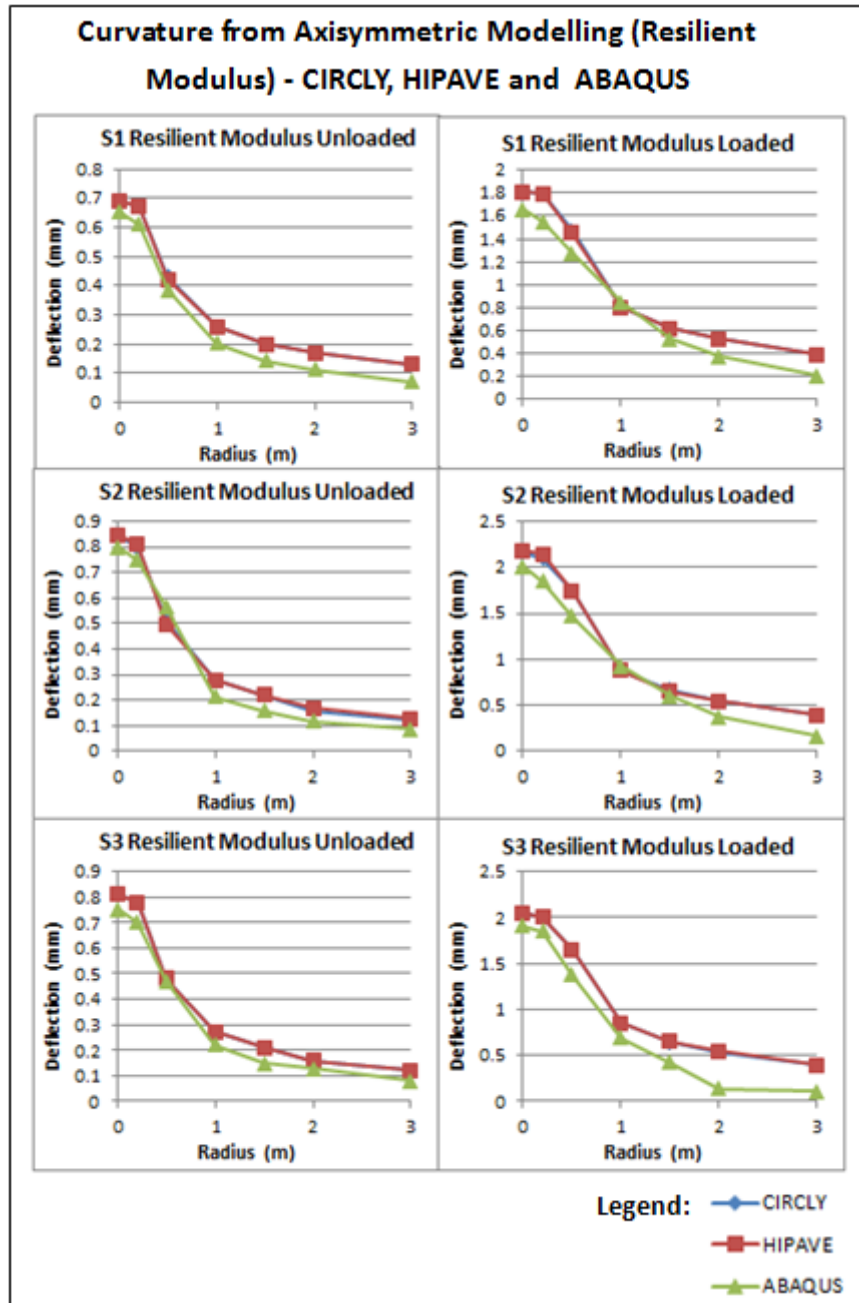 Curvature from Axisymmetric Modelling (Resilient
Modulus) - CIRCLY, HIPAVE and ABAQUS
S1 Resilient Modulus Unloaded
Deflection (mm)
0.8
0.7
0.6
0.5
0.4
0.3
0.2
0.1
0
0 1 2 3
Radius (m)
S1 Resilient Modulus Loaded
Deflection (mm)
2
1.8
1.6
1.4
1.2
1
0.8
0.6
0.4
0.2
0
0 1 2 3
Radius (m)
S2 Resilient Modulus Unloaded
Deflection (mm)
0.9
0.8
0.7
0.6
0.5
0.4
0.3
0.2
0.1
0
0 1 2 3
Radius (m)
S2 Resilient Modulus Loaded
Deflection (mm)
2.5
2
1.5
1
0.5
0
0 1 2 3
Radius (m)
S3 Resilient Modulus Unloaded
Deflection (mm)
0.9
0.8
0.7
0.6
0.5
0.4
0.3
0.2
0.1
0
0 1 2 3
Radius (m)
S3 Resilient Modulus Loaded
Deflection (mm)
2.5
2
1.5
1
0.5
0
0 1 2 3
Radius (m)
Legend:
CIRCLY
HIPAVE
ABAQUS